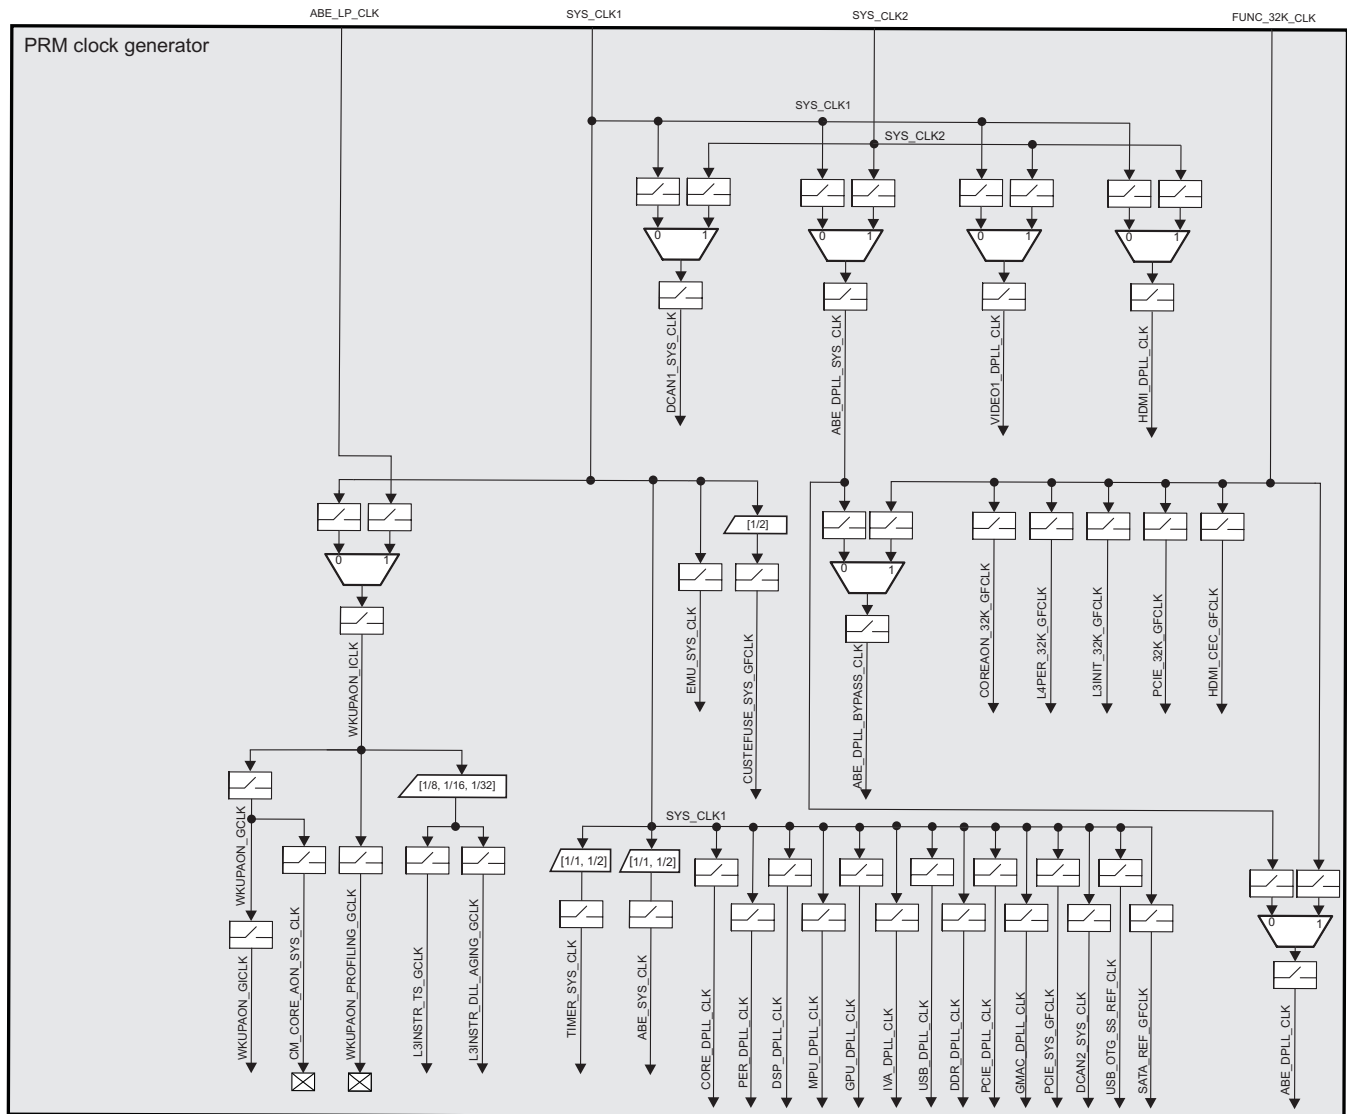 ABE_LP_CLK
SYS_CLK1
SYS_CLK2
FUNC_32K_CLK
PRM clock generator
SYS_CLK1
SYS_CLK2
0 1
0 1
0 1
0 1
DCAN1_SYS_CLK
ABE_DPLL_SYS_CLK
VIDEO1_DPLL_CLK
HDMI_DPLL_CLK
[1/2]
0 1
0 1
WKUPAON_ICLK
EMU_SYS_CLK
CUSTEFUSE_SYS_GFCLK
ABE_DPLL_BYPASS_CLK
COREAON_32K_GFCLK
L4PER_32K_GFCLK
L3INIT_32K_GFCLK
PCIE_32K_GFCLK
HDMI_CEC_GFCLK
[1/8, 1/16, 1/32]
SYS_CLK1
[1/1, 1/2]
[1/1, 1/2]
0 1
WKUPAON_GCLK
WKUPAON_GICLK
CM_CORE_AON_SYS_CLK
WKUPAON_PROFILING_GCLK
L3INSTR_TS_GCLK
L3INSTR_DLL_AGING_GCLK
TIMER_SYS_CLK
ABE_SYS_CLK
CORE_DPLL_CLK
PER_DPLL_CLK
DSP_DPLL_CLK
MPU_DPLL_CLK
GPU_DPLL_CLK
IVA_DPLL_CLK
USB_DPLL_CLK
DDR_DPLL_CLK
PCIE_DPLL_CLK
GMAC_DPLL_CLK
PCIE_SYS_GFCLK
DCAN2_SYS_CLK
USB_OTG_SS_REF_CLK
SATA_REF_GFCLK
ABE_DPLL_CLK